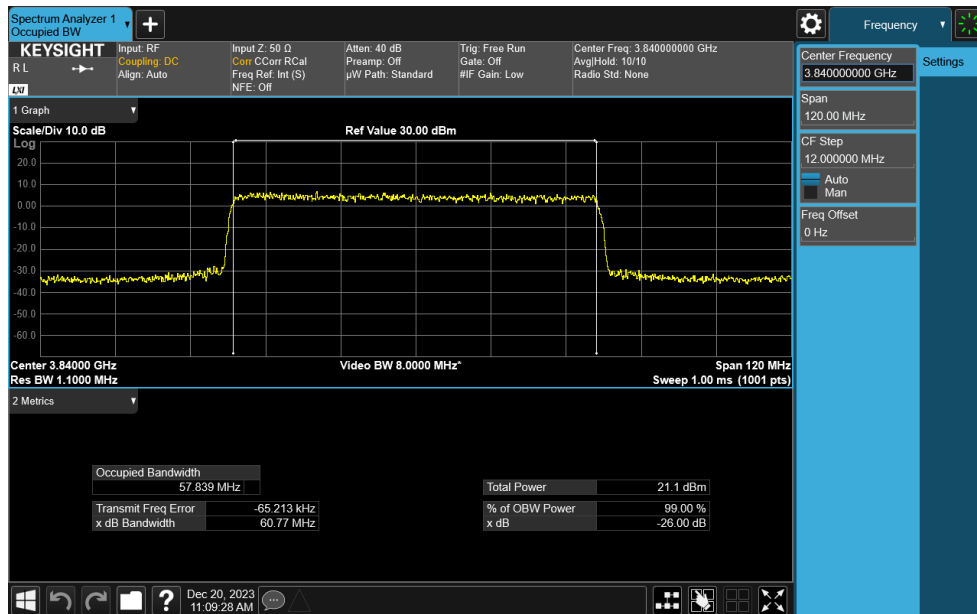 Spectrum Analyzer 1
Occupied BW
Frequency
KEYSIGHT
RL
LXI
Input: RF
Coupling: DC
Align: Auto
Input Z: 50 Ω
Corr CCorr RCal
Freq Ref: Int (S)
NFE: Off
Atten: 40 dB
Preamp: Off
µW Path: Standard
Trig: Free Run
Gate: Off
#IF Gain: Low
Center Freq: 3.840000000 GHz
Avg|Hold: 10/10
Radio Std: None
Center Frequency
3.840000000 GHz
Settings
Span
120.00 MHz
CF Step
12.000000 MHz
Auto
Man
Freq Offset
0 Hz
1 Graph
Scale/Div 10.0 dB
Ref Value 30.00 dBm
Log
20.0
10.0
0.00
-10.0
-20.0
-30.0
-40.0
-50.0
-60.0
Center 3.84000 GHz
Video BW 8.0000 MHz*
Span 120 MHz
Res BW 1.1000 MHz
Sweep 1.00 ms (1001 pts)
2 Metrics
Occupied Bandwidth
57.839 MHz
Total Power 21.1 dBm
Transmit Freq Error -65.213 kHz
% of OBW Power 99.00 %
x dB Bandwidth 60.77 MHz
x dB -26.00 dB
?
Dec 20, 2023
11:09:28 AM